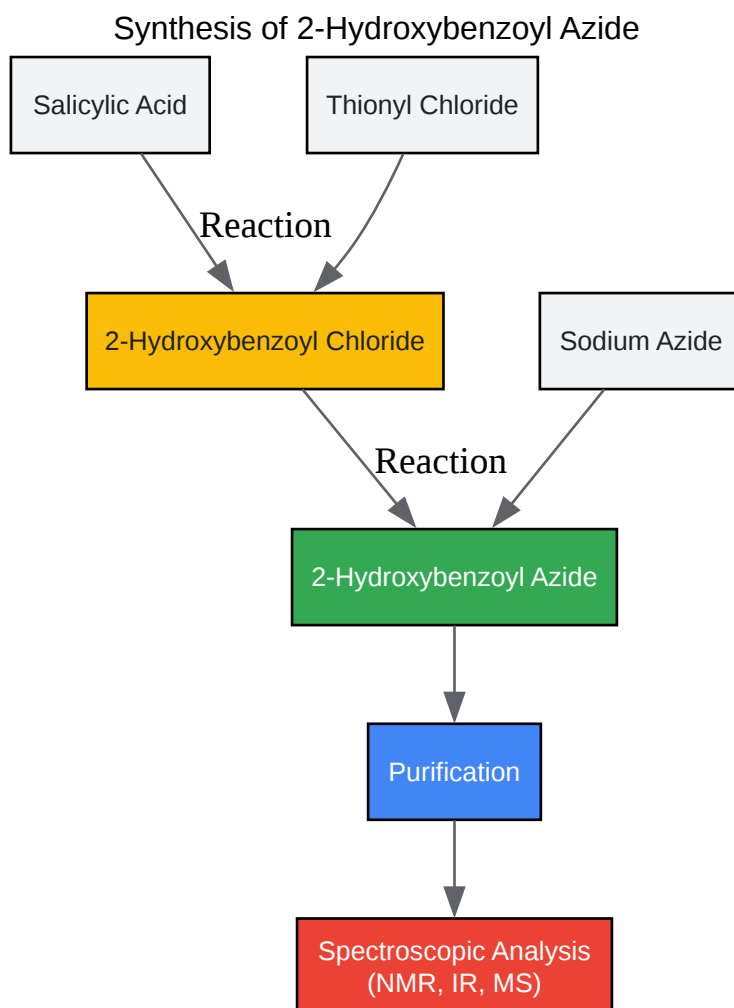 Synthesis of 2-Hydroxybenzoyl Azide
Salicylic Acid
Thionyl Chloride
Reaction
2-Hydroxybenzoyl Chloride
Sodium Azide
Reaction
2-Hydroxybenzoyl Azide
Purification
Spectroscopic Analysis
(NMR, IR, MS)